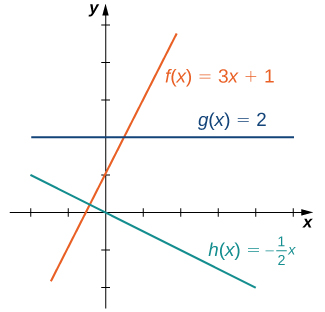 y
f(x) = 3x + 1
g(x) = 2
x
h(x) = -1/2x